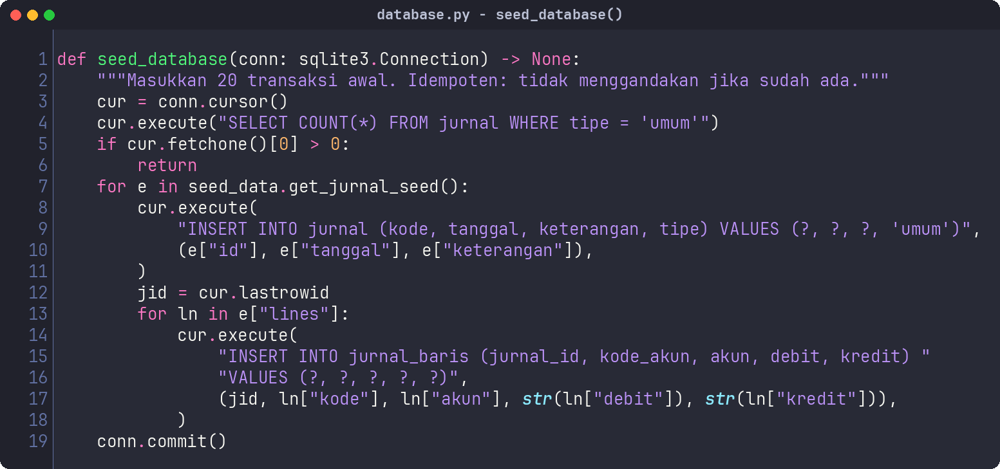 database.py - seed_database()
1 def seed_database(conn: sqlite3.Connection) -> None:
2     """Masukkan 20 transaksi awal. Idempoten: tidak menggandakan jika sudah ada."""
3     cur = conn.cursor()
4     cur.execute("SELECT COUNT(*) FROM jurnal WHERE tipe = 'umum'")
5     if cur.fetchone()[0] > 0:
6         return
7     for e in seed_data.get_jurnal_seed():
8         cur.execute(
9             "INSERT INTO jurnal (kode, tanggal, keterangan, tipe) VALUES (?, ?, ?, 'umum')",
10             (e["id"], e["tanggal"], e["keterangan"]),
11         )
12         jid = cur.lastrowid
13         for ln in e["lines"]:
14             cur.execute(
15                 "INSERT INTO jurnal_baris (jurnal_id, kode_akun, akun, debit, kredit) "
16                 "VALUES (?, ?, ?, ?, ?)",
17                 (jid, ln["kode"], ln["akun"], str(ln["debit"]), str(ln["kredit"])),
18             )
19     conn.commit()